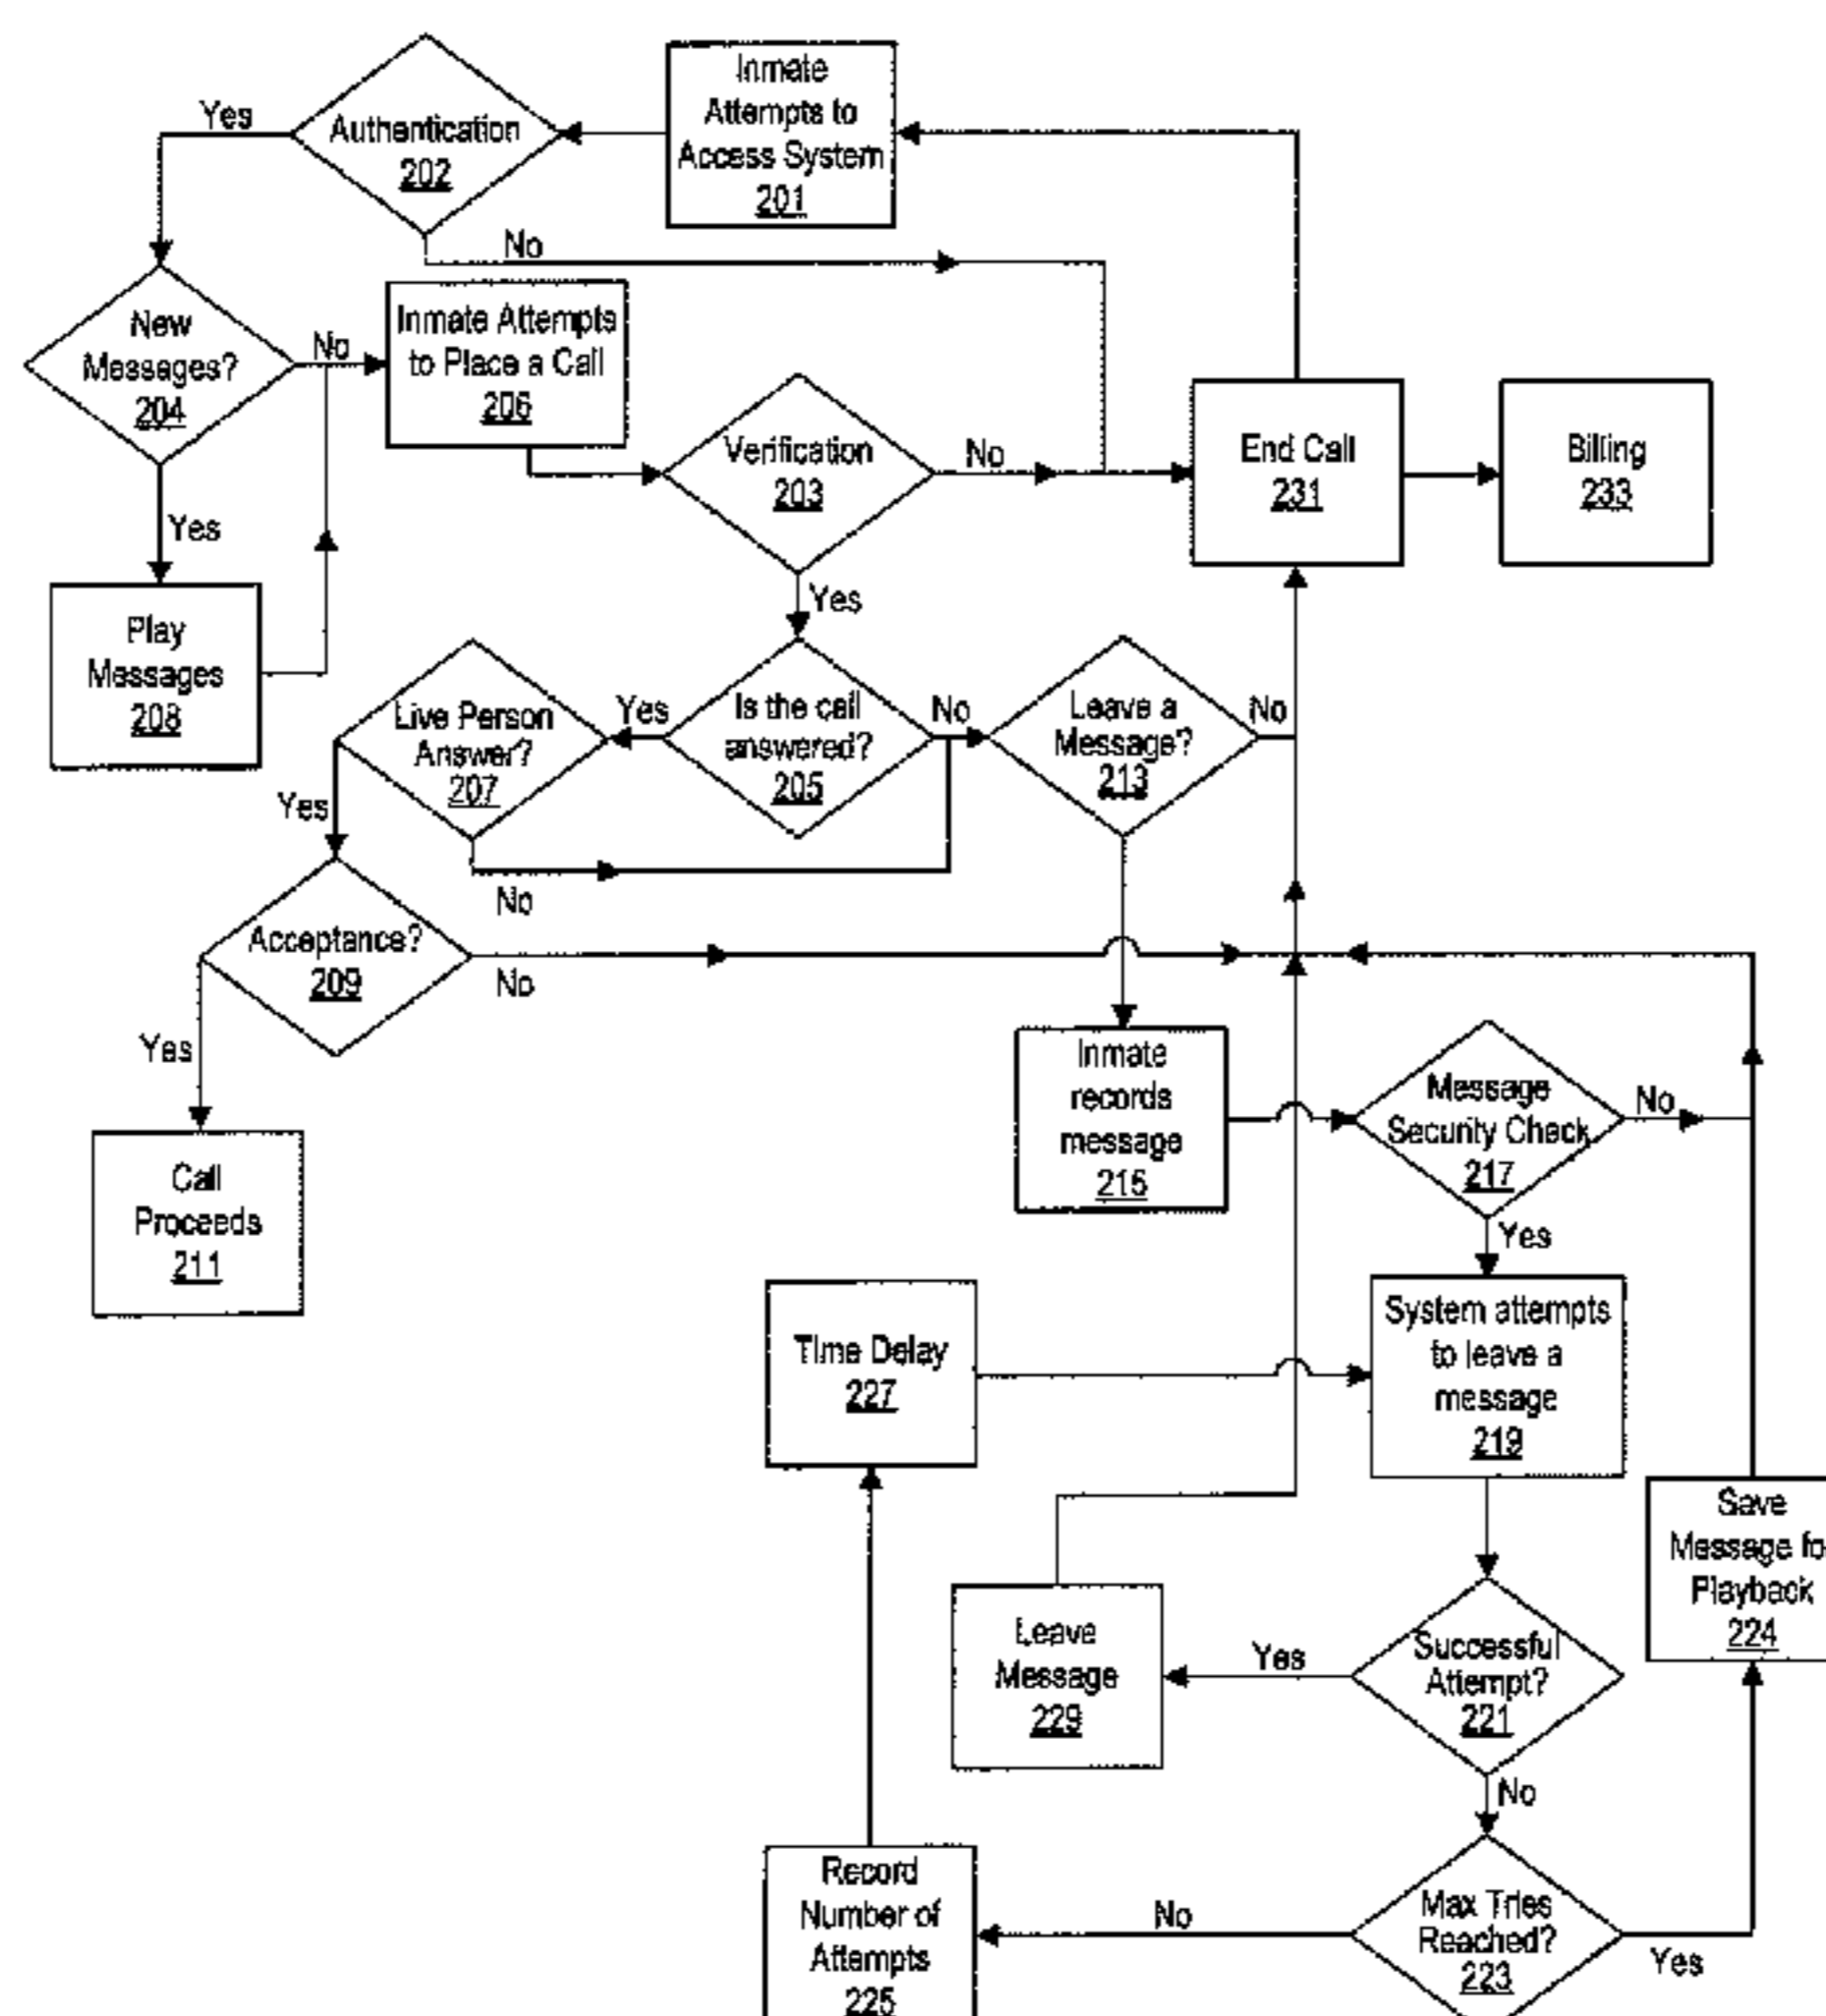 Inmate
Attempts to
Access System
201
Authentication
202
Yes
No
New
Messages?
204
No
Yes
Inmate Attempts
to Place a Call
206
Verification
203
No
Yes
End Call
231
Billing
233
Play
Messages
208
Live Person
Answer?
207
Yes
Yes
No
Is the call
answered?
205
No
Leave a
Message?
213
No
Acceptance?
209
No
Yes
Call
Proceeds
211
Inmate
records
message
215
Message
Security Check
217
No
Yes
Time Delay
227
System attempts
to leave a
message
219
Save
Message fo
Playback
224
Leave
Message
229
Yes
Successful
Attempt?
221
No
Record
Number of
Attempts
225
No
Max Tries
Reached?
223
Yes